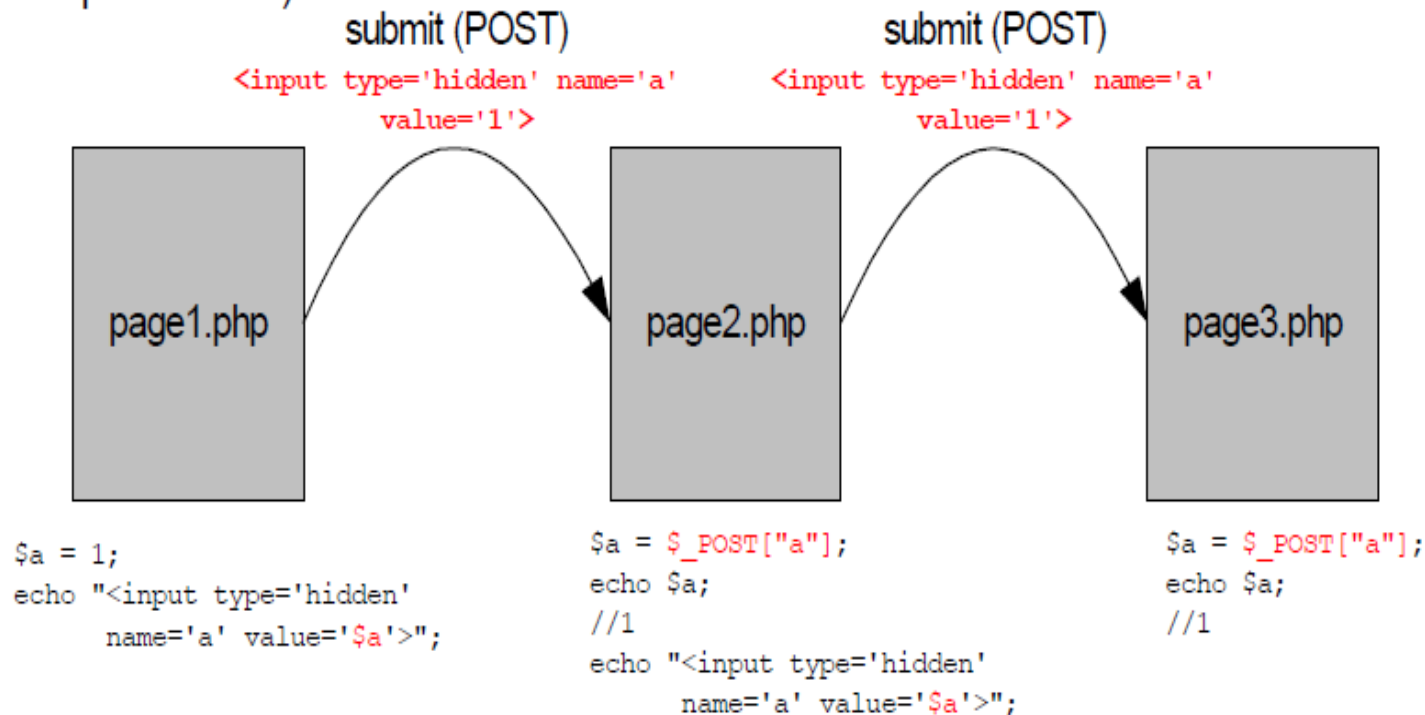 submit (POST)
<input type='hidden' name='a'
value='1'>
submit (POST)
<input type='hidden' name='a'
value='1'>
page1.php
page2.php
page3.php
$a = 1;
echo "<input type='hidden'
name='a' value='$a'>";
$a = $_POST["a"];
echo $a;
//1
echo "<input type='hidden'
name='a' value='$a'>";
$a = $_POST["a"];
echo $a;
//1